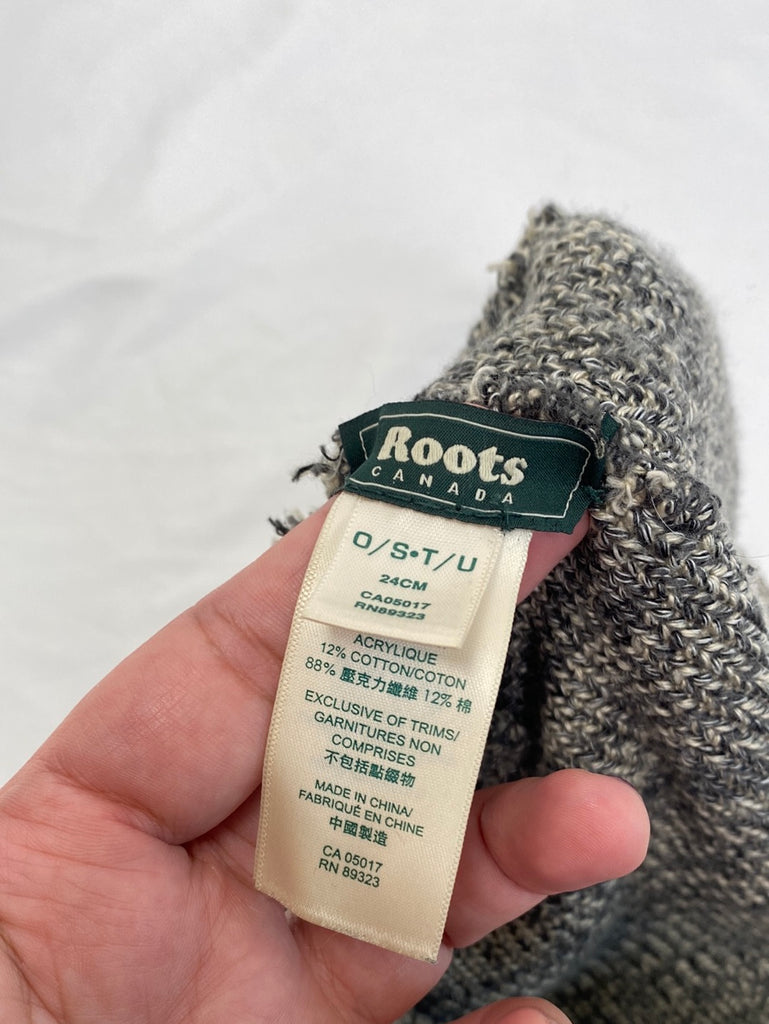 Roots
CANADA
O/S•T/U
24CM
CA05017
RN89323
ACRYLIQUE
12% COTTON/COTON
88% 壓克力纖維 12% 棉
EXCLUSIVE OF TRIMS/
GARNITURES NON
COMPRISES
不包括點綴物
MADE IN CHINA/
FABRIQUÉ EN CHINE
中國製造
CA 05017
RN 89323